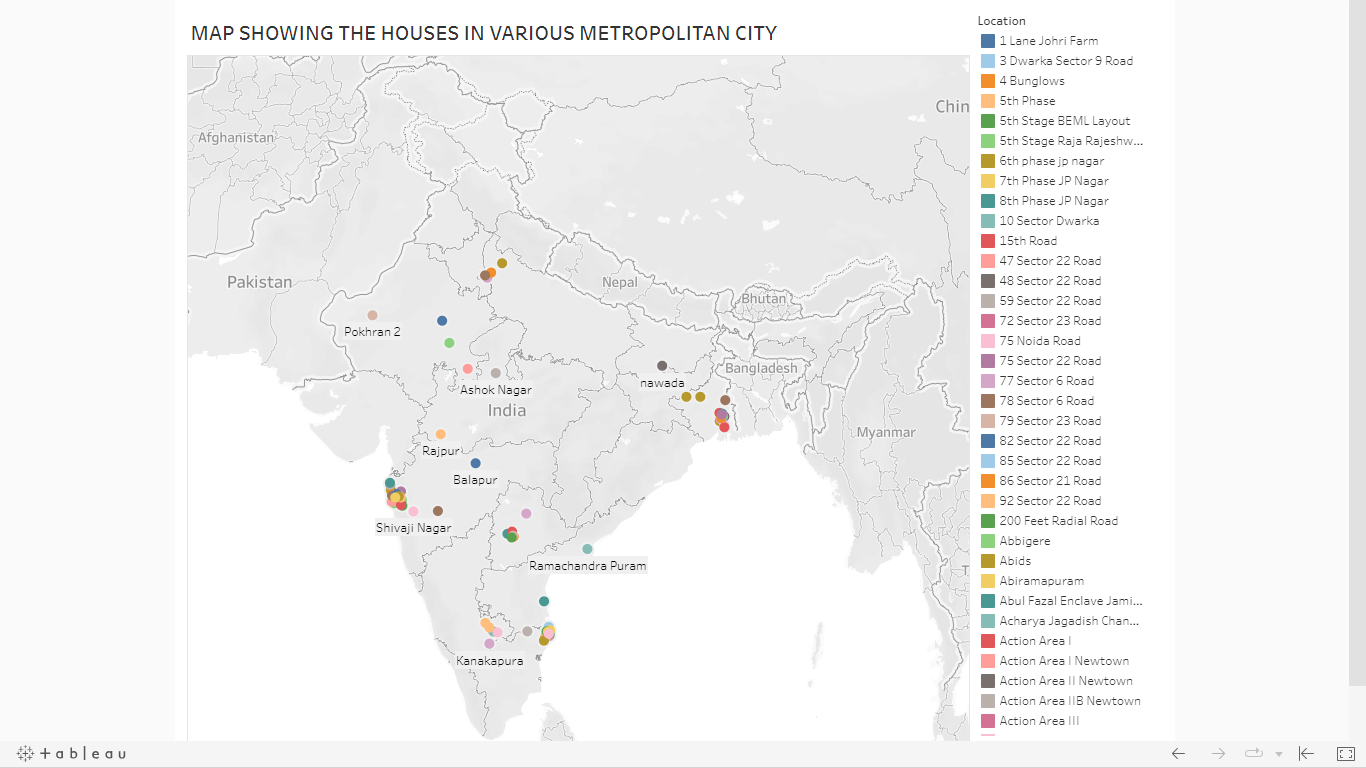 MAP SHOWING THE HOUSES IN VARIOUS METROPOLITAN CITY
Afghanistan
Chin
Pakistan
Nepal
Bhutan
Pokhran 2
Bangladesh
nawada
Ashok Nagar
India
Myanmar
Rajpur
Balapur
Shivaji Nagar
Ramachandra Puram
T
Kanakapura
Location
1 Lane Johri Farm
3 Dwarka Sector 9 Road
4 Bunglows
5th Phase
5th Stage BEML Layout
5th Stage Raja Rajeshw...
6th phase jp nagar
7th Phase JP Nagar
8th Phase JP Nagar
10 Sector Dwarka
15th Road
47 Sector 22 Road
48 Sector 22 Road
59 Sector 22 Road
72 Sector 23 Road
75 Noida Road
75 Sector 22 Road
77 Sector 6 Road
78 Sector 6 Road
79 Sector 23 Road
82 Sector 22 Road
85 Sector 22 Road
86 Sector 21 Road
92 Sector 22 Road
200 Feet Radial Road
Abbigere
Abids
Abiramapuram
Abul Fazal Enclave Jami...
Acharya Jagadish Chan...
Action Area I
Action Area I Newtown
Action Area II Newtown
Action Area IIB Newtown
Action Area III
+ableau